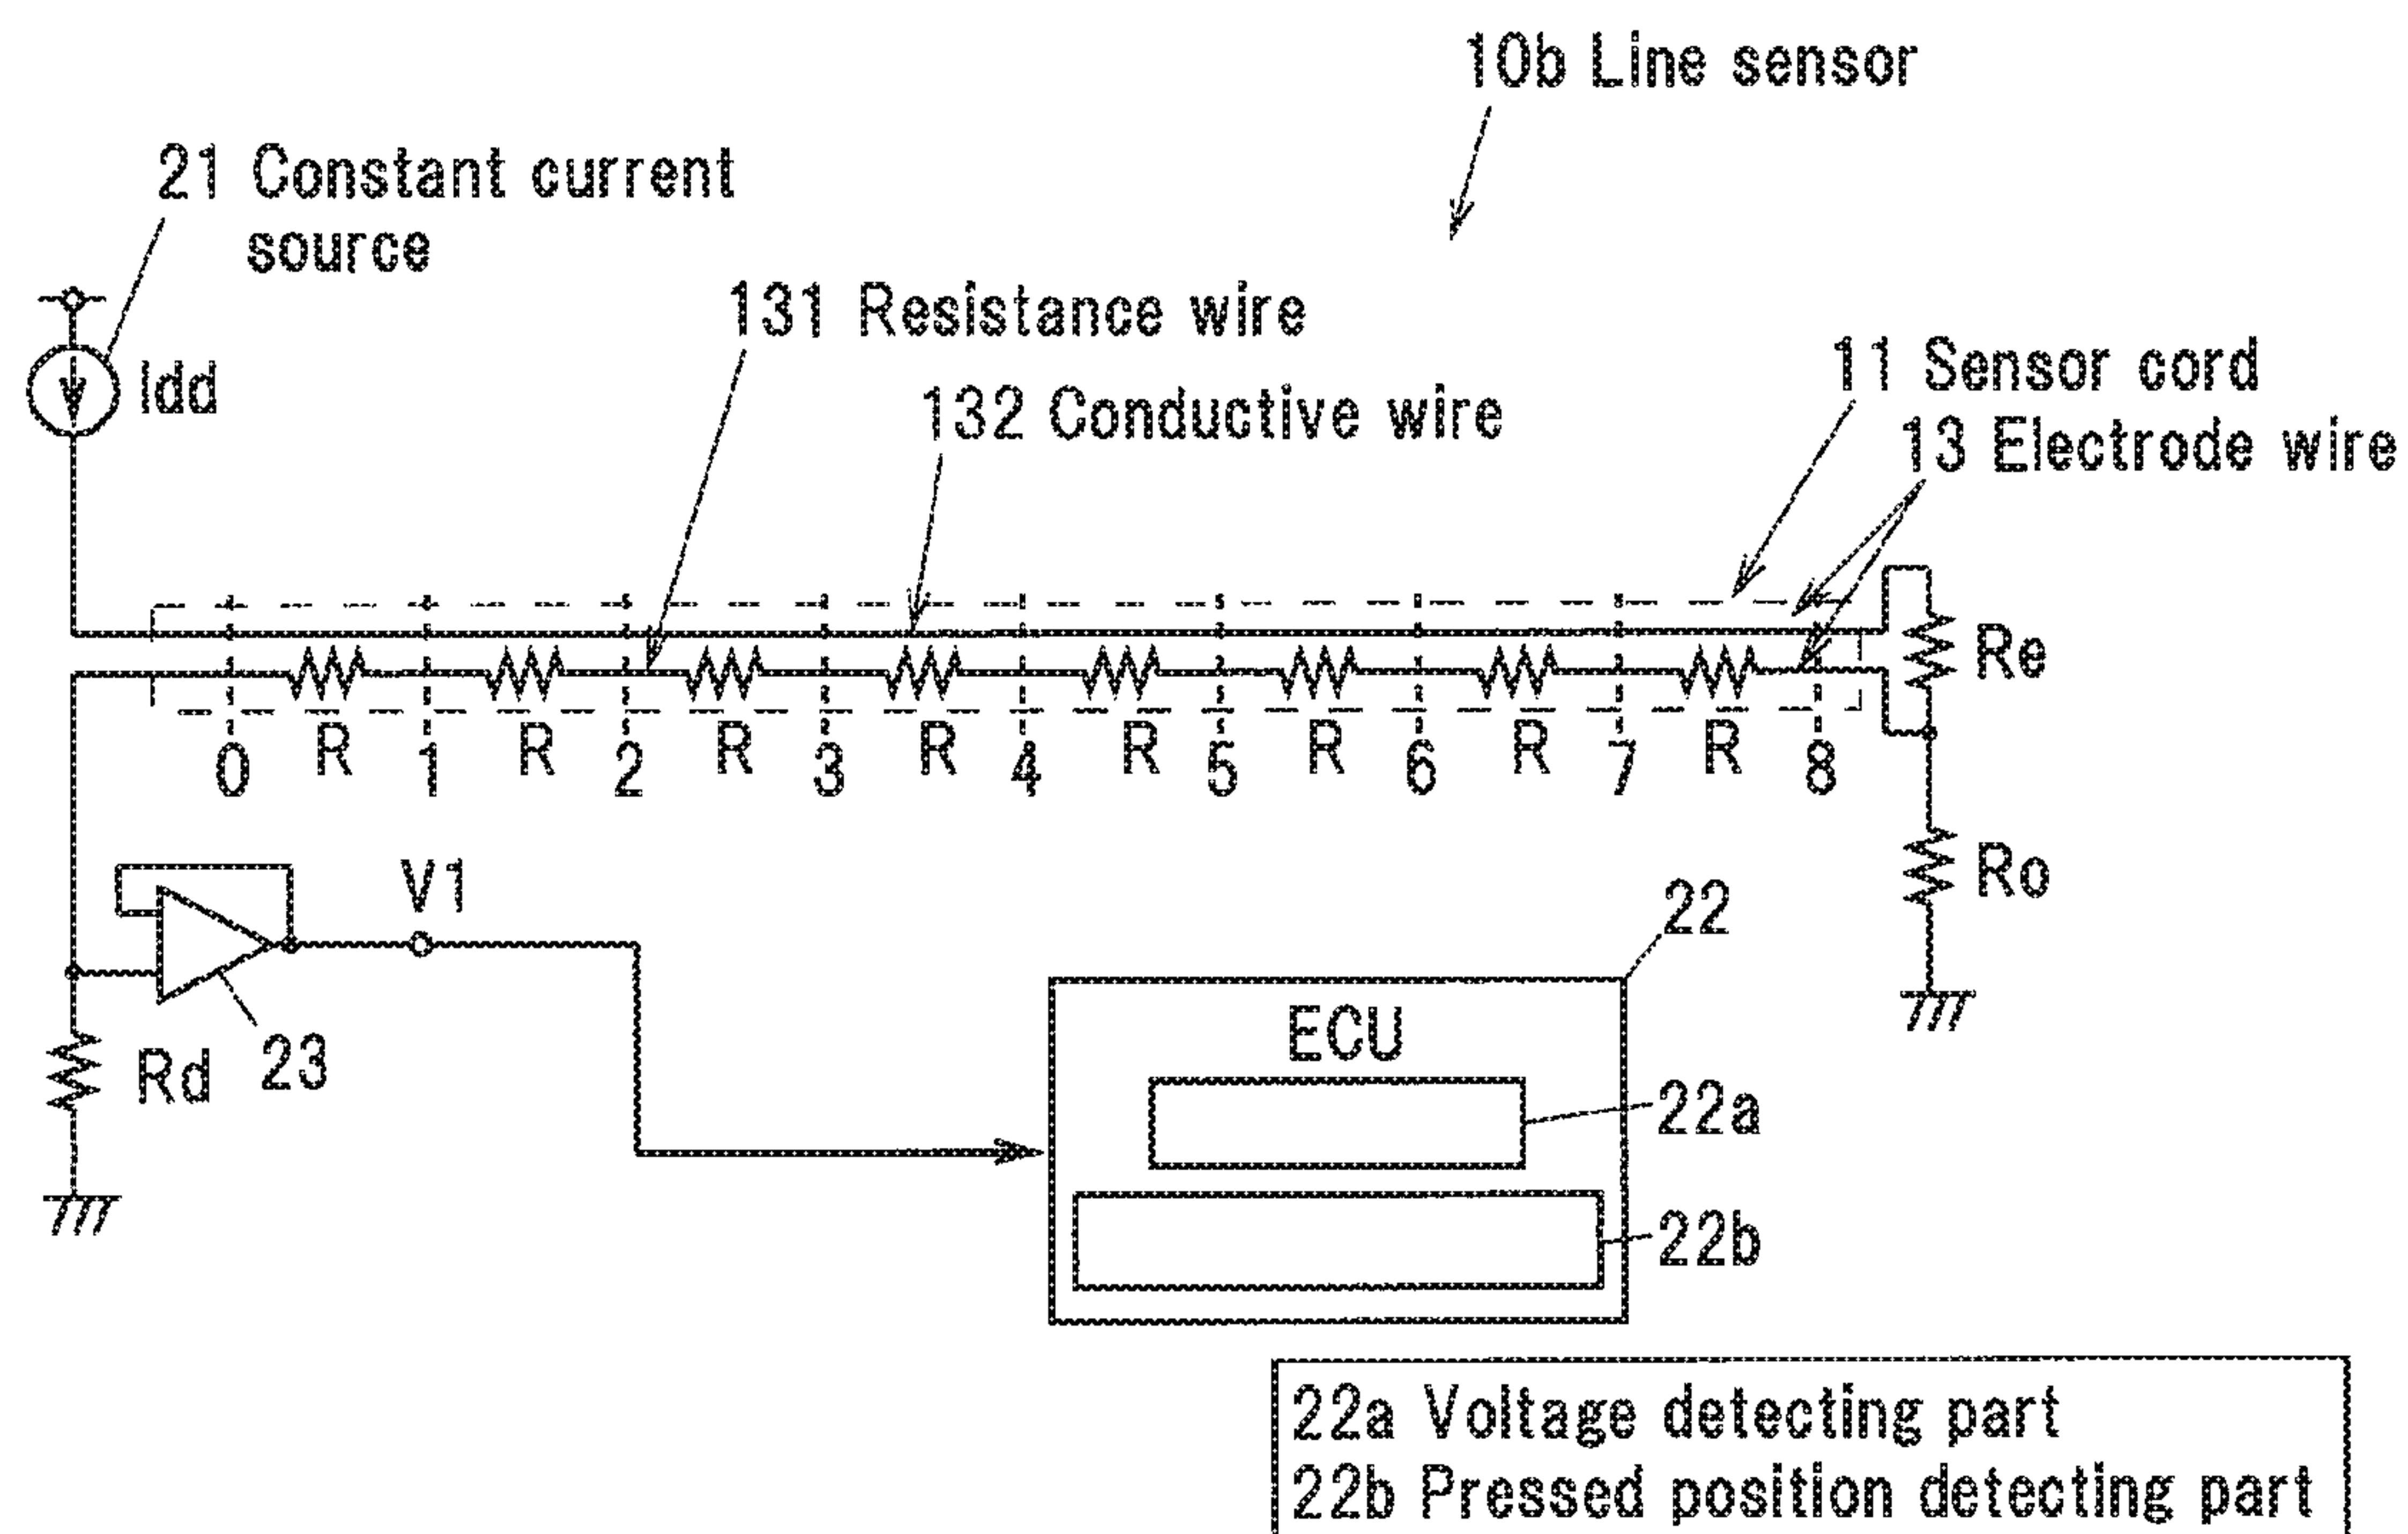 10b Line sensor
21 Constant current
source
Idd
131 Resistance wire
132 Conductive wire
11 Sensor cord
13 Electrode wire
Re
R R R R R R R R
0 1 2 3 4 5 6 7 8
Ro
V1
22
ECU
23
Rd
22a
22b
22a Voltage detecting part
22b Pressed position detecting part